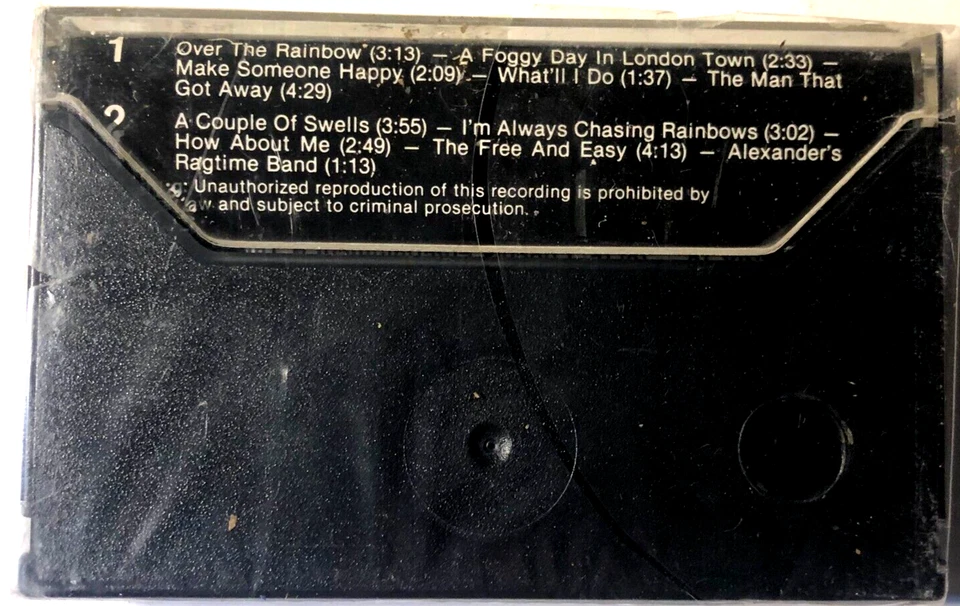 1 Over The Rainbow* (3:13) — A Foggy Day In London Town (2:33) —
Make Someone Happy (2:09) — What'll I Do (1:37) — The Man That
Got Away (4:29)
2 A Couple Of Swells (3:55) — I'm Always Chasing Rainbows (3:02) —
How About Me (2:49) — The Free And Easy (4:13) — Alexander's
Ragtime Band (1:13)
Unauthorized reproduction of this recording is prohibited by
and subject to criminal prosecution.